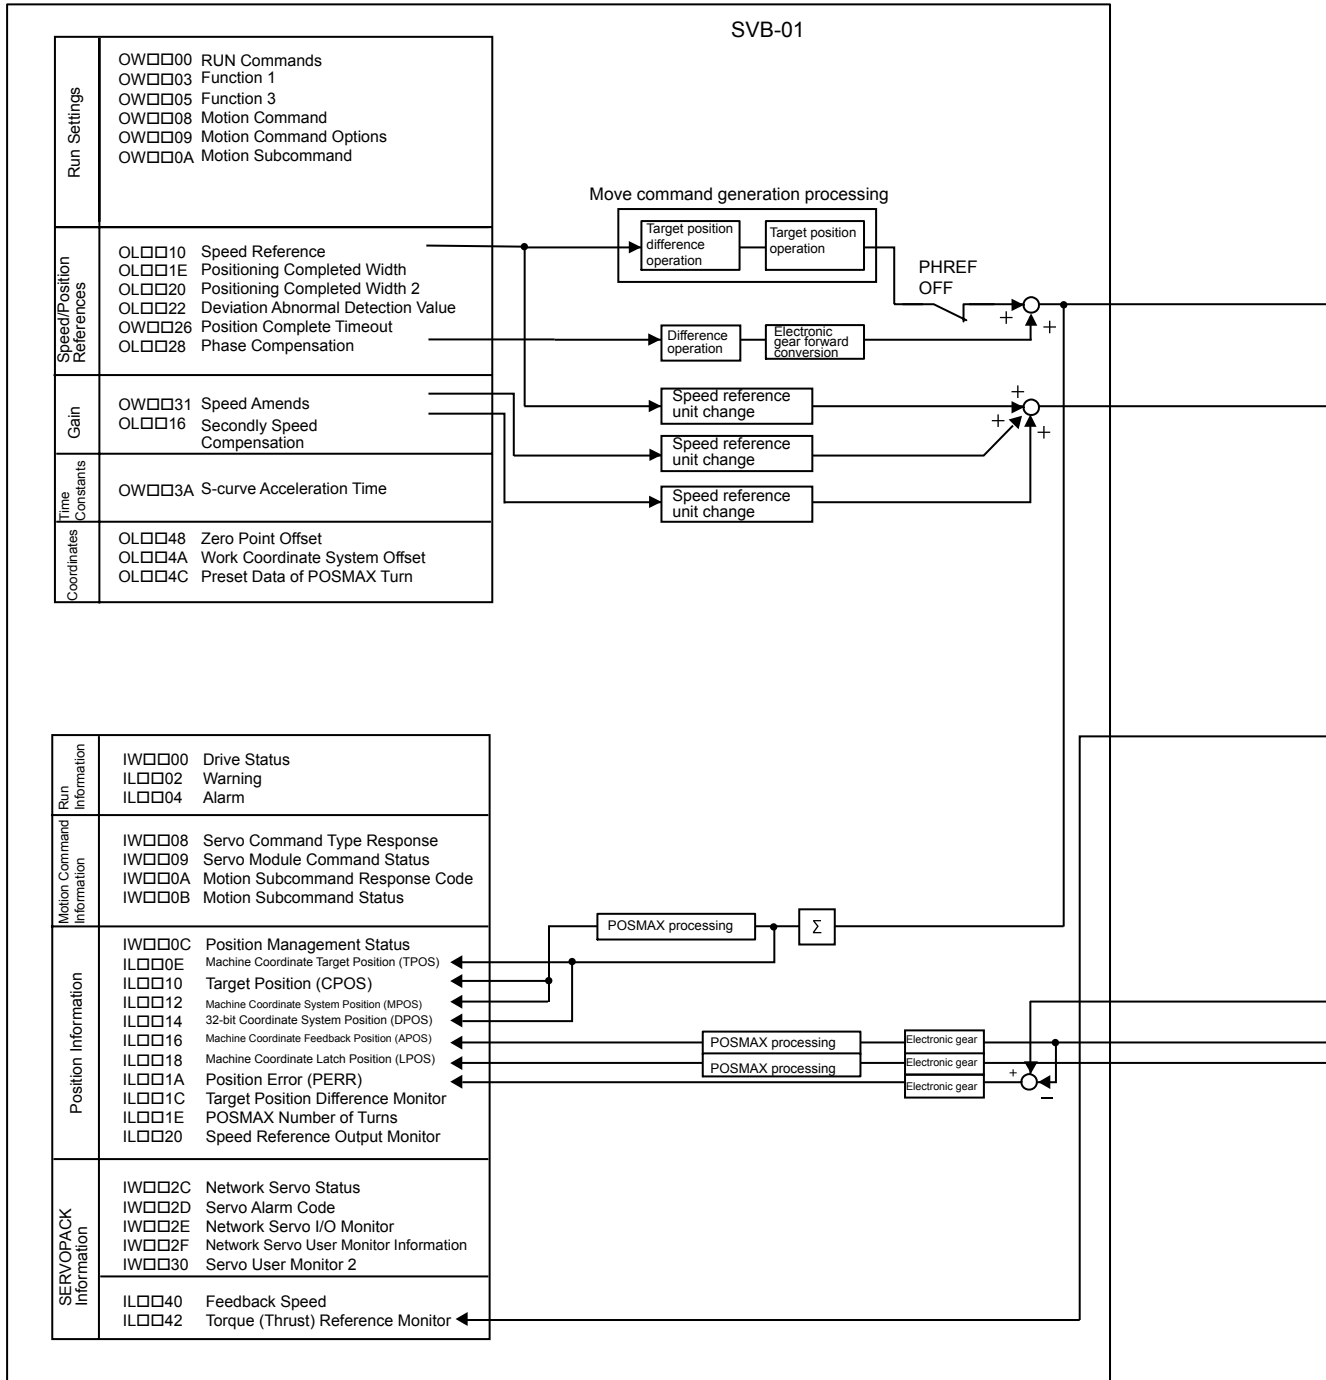 SVB-01
Run Settings
OW□□00 RUN Commands
OW□□03 Function 1
OW□□05 Function 3
OW□□08 Motion Command
OW□□09 Motion Command Options
OW□□0A Motion Subcommand
Speed/Position
References
OL□□10 Speed Reference
OL□□1E Positioning Completed Width
OL□□20 Positioning Completed Width 2
OL□□22 Deviation Abnormal Detection Value
OW□□26 Position Complete Timeout
OL□□28 Phase Compensation
Gain
OW□□31 Speed Amends
OL□□16 Secondly Speed
Compensation
Time
Constants
OW□□3A S-curve Acceleration Time
Coordinates
OL□□48 Zero Point Offset
OL□□4A Work Coordinate System Offset
OL□□4C Preset Data of POSMAX Turn
Move command generation processing
Target position
difference
operation
Target position
operation
PHREF
OFF
+
+
Difference
operation
Electronic
gear forward
conversion
Speed reference
unit change
+
+
+
Speed reference
unit change
Speed reference
unit change
Run
Information
IW□□00 Drive Status
IL□□02 Warning
IL□□04 Alarm
Motion Command
Information
IW□□08 Servo Command Type Response
IW□□09 Servo Module Command Status
IW□□0A Motion Subcommand Response Code
IW□□0B Motion Subcommand Status
Position Information
IW□□0C Position Management Status
IL□□0E Machine Coordinate Target Position (TPOS)
IL□□10 Target Position (CPOS)
IL□□12 Machine Coordinate System Position (MPOS)
IL□□14 32-bit Coordinate System Position (DPOS)
IL□□16 Machine Coordinate Feedback Position (APOS)
IL□□18 Machine Coordinate Latch Position (LPOS)
IL□□1A Position Error (PERR)
IL□□1C Target Position Difference Monitor
IL□□1E POSMAX Number of Turns
IL□□20 Speed Reference Output Monitor
POSMAX processing
Σ
POSMAX processing
Electronic gear
POSMAX processing
Electronic gear
Electronic gear
+
−
SERVOPACK
Information
IW□□2C Network Servo Status
IW□□2D Servo Alarm Code
IW□□2E Network Servo I/O Monitor
IW□□2F Network Servo User Monitor Information
IW□□30 Servo User Monitor 2
IL□□40 Feedback Speed
IL□□42 Torque (Thrust) Reference Monitor